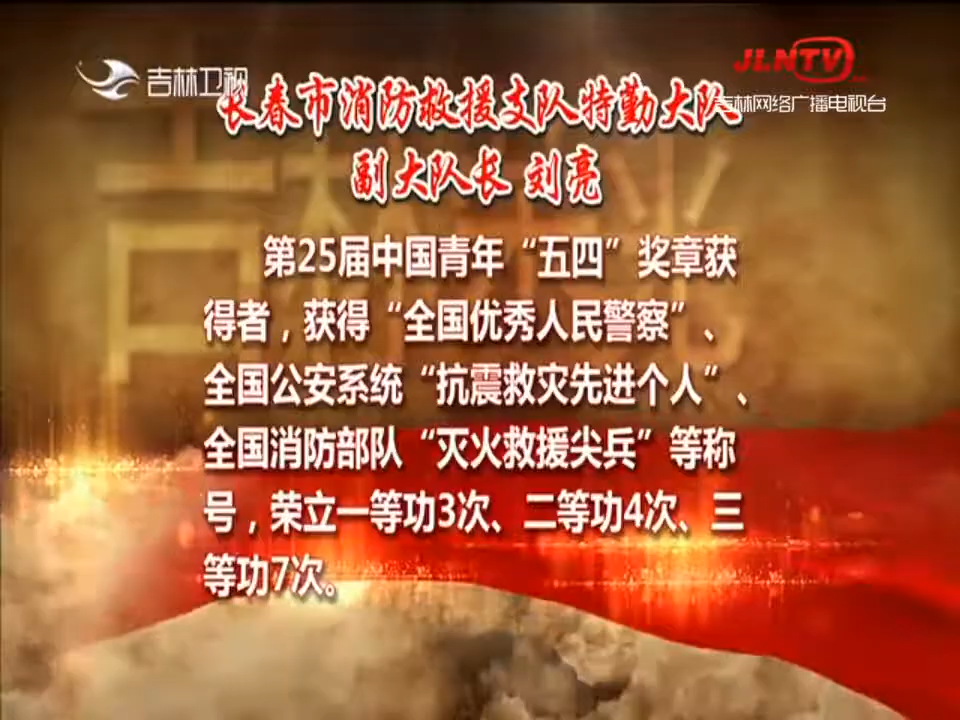 吉林卫视
JLNTV
吉林网络广播电视台
长春市消防救援支队特勤大队
副大队长 刘亮
第25届中国青年“五四”奖章获
得者，获得“全国优秀人民警察”、
全国公安系统“抗震救灾先进个人”、
全国消防部队“灭火救援尖兵”等称
号，荣立一等功3次、二等功4次、三
等功7次。